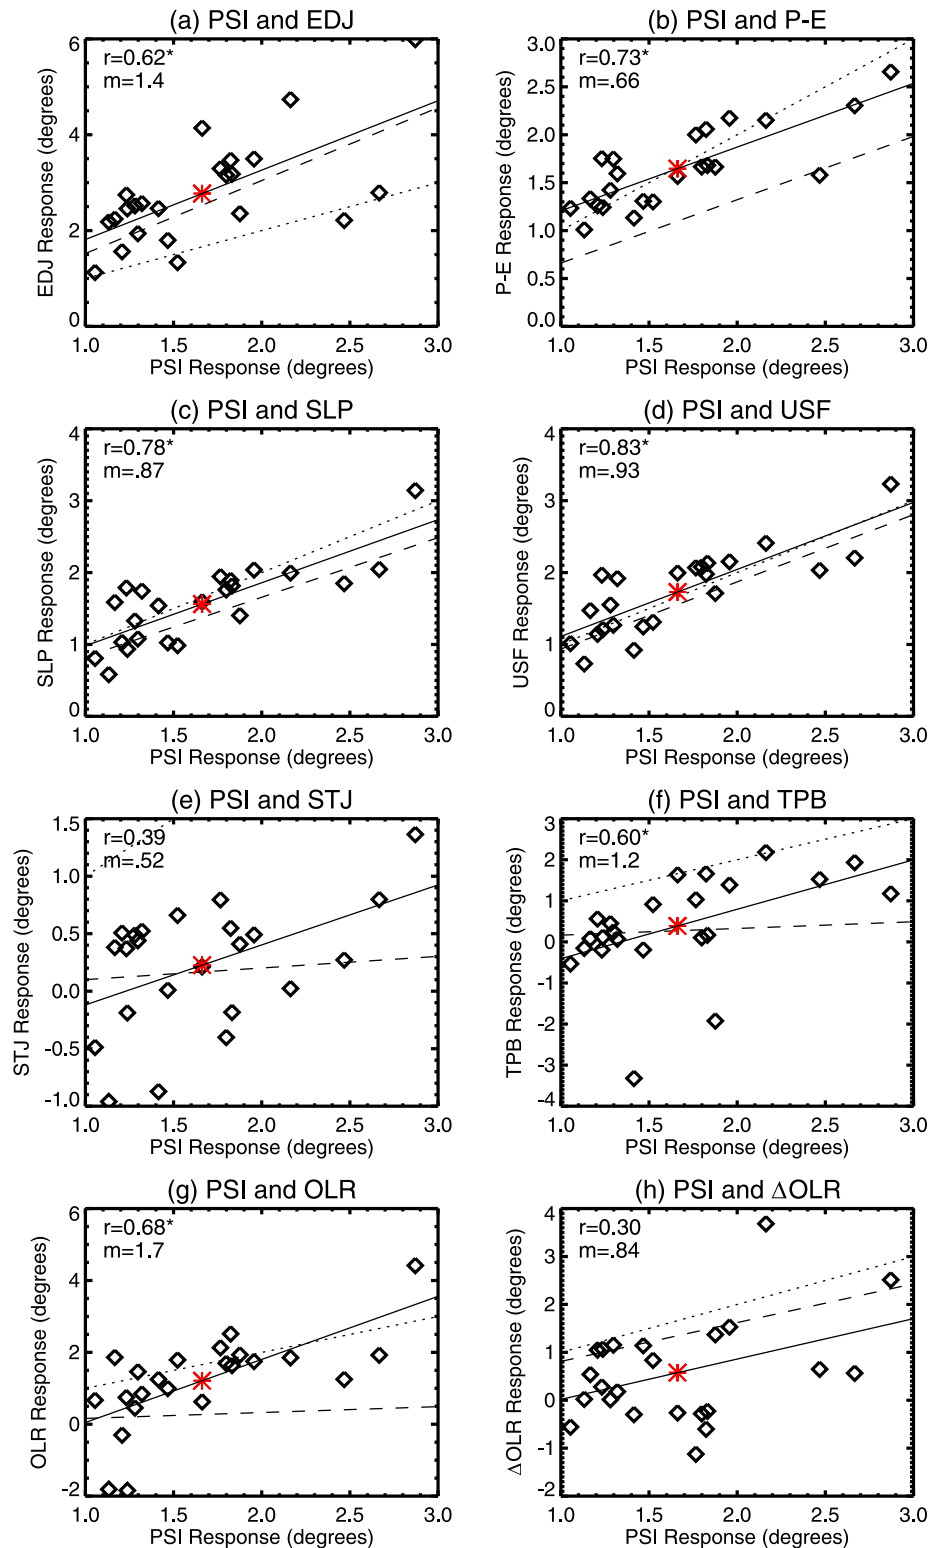 (a) PSI and EDJ
r=0.62*
m=1.4
6
4
2
0
EDJ Response (degrees)
1.0 1.5 2.0 2.5 3.0
PSI Response (degrees)
(b) PSI and P-E
r=0.73*
m=.66
3.0
2.5
2.0
1.5
1.0
0.5
0.0
P-E Response (degrees)
1.0 1.5 2.0 2.5 3.0
PSI Response (degrees)
(c) PSI and SLP
r=0.78*
m=.87
4
3
2
1
0
SLP Response (degrees)
1.0 1.5 2.0 2.5 3.0
PSI Response (degrees)
(d) PSI and USF
r=0.83*
m=.93
4
3
2
1
0
USF Response (degrees)
1.0 1.5 2.0 2.5 3.0
PSI Response (degrees)
(e) PSI and STJ
r=0.39
m=.52
1.5
1.0
0.5
0.0
-0.5
-1.0
STJ Response (degrees)
1.0 1.5 2.0 2.5 3.0
PSI Response (degrees)
(f) PSI and TPB
r=0.60*
m=1.2
3
2
1
0
-1
-2
-3
-4
TPB Response (degrees)
1.0 1.5 2.0 2.5 3.0
PSI Response (degrees)
(g) PSI and OLR
r=0.68*
m=1.7
6
4
2
0
-2
OLR Response (degrees)
1.0 1.5 2.0 2.5 3.0
PSI Response (degrees)
(h) PSI and ΔOLR
r=0.30
m=.84
4
3
2
1
0
-1
-2
ΔOLR Response (degrees)
1.0 1.5 2.0 2.5 3.0
PSI Response (degrees)